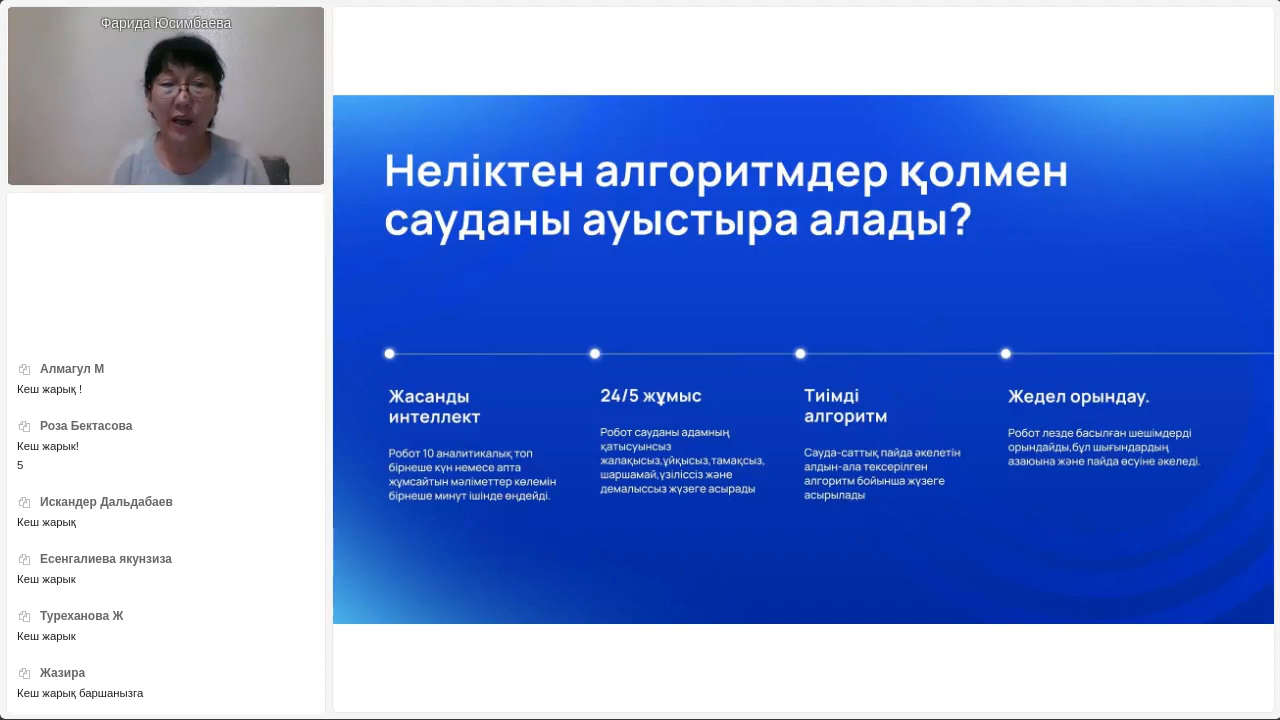 Фарида Юсимбаева
Неліктен алгоритмдер қолмен
сауданы ауыстыра алады?
Жасанды
интеллект
Робот 10 аналитикалық топ
бірнеше күн немесе апта
жұмсайтын мәліметтер көлемін
бірнеше минут ішінде өңдейді.
24/5 жұмыс
Робот сауданы адамның
қатысуынсыз
жалақысыз,ұйқысыз,тамақсыз,
шаршамай,үзіліссіз және
демалыссыз жүзеге асырады
Тиімді
алгоритм
Сауда-саттық пайда әкелетін
алдын-ала тексерілген
алгоритм бойынша жүзеге
асырылады
Жедел орындау.
Робот лезде басылған шешімдерді
орындайды,бұл шығындардың
азаюына және пайда өсуіне әкеледі.
Алмагул М
Кеш жарық !
Роза Бектасова
Кеш жарык!
5
Искандер Дальдабаев
Кеш жарық
Есенгалиева якунзиза
Кеш жарык
Туреханова Ж
Кеш жарык
Жазира
Кеш жарық баршанызга